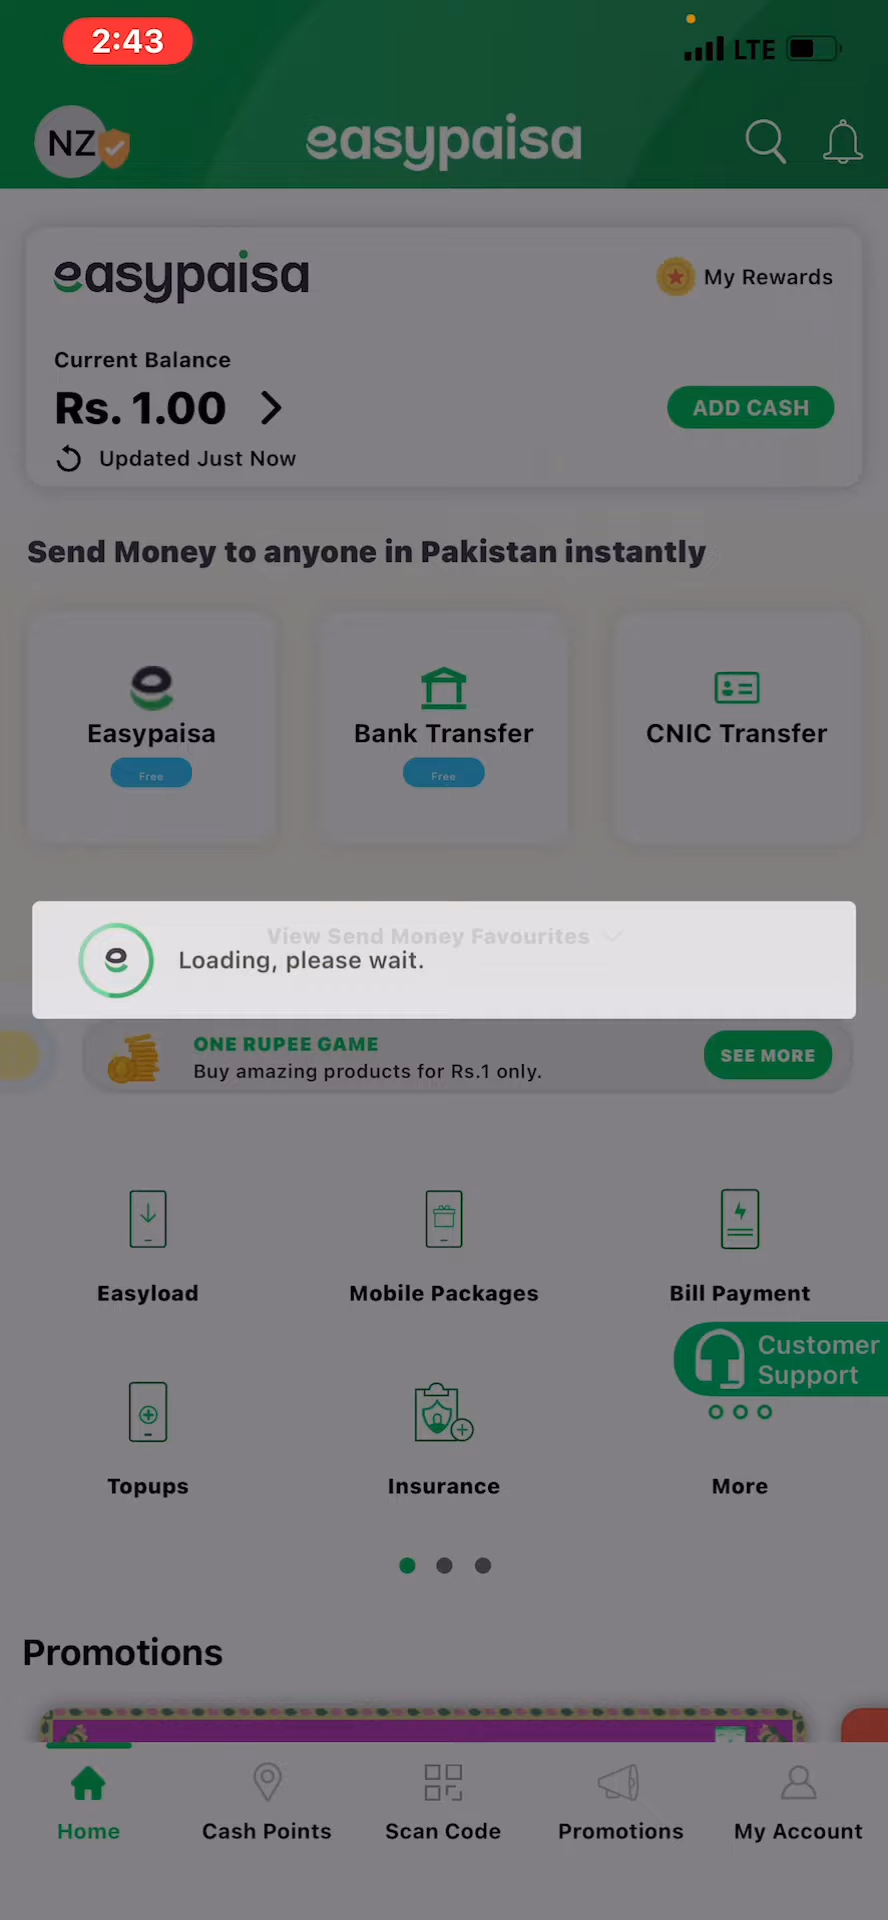 2:43
LTE
NZ
easypaisa
easypaisa
My Rewards
Current Balance
Rs. 1.00
ADD CASH
Updated Just Now
Send Money to anyone in Pakistan instantly
Easypaisa
Bank Transfer
CNIC Transfer
Free
Free
View Send Money Favourites
Loading, please wait.
ONE RUPEE GAME
Buy amazing products for Rs.1 only.
SEE MORE
Easyload
Mobile Packages
Bill Payment
Customer
Support
Topups
Insurance
More
Promotions
Home
Cash Points
Scan Code
Promotions
My Account